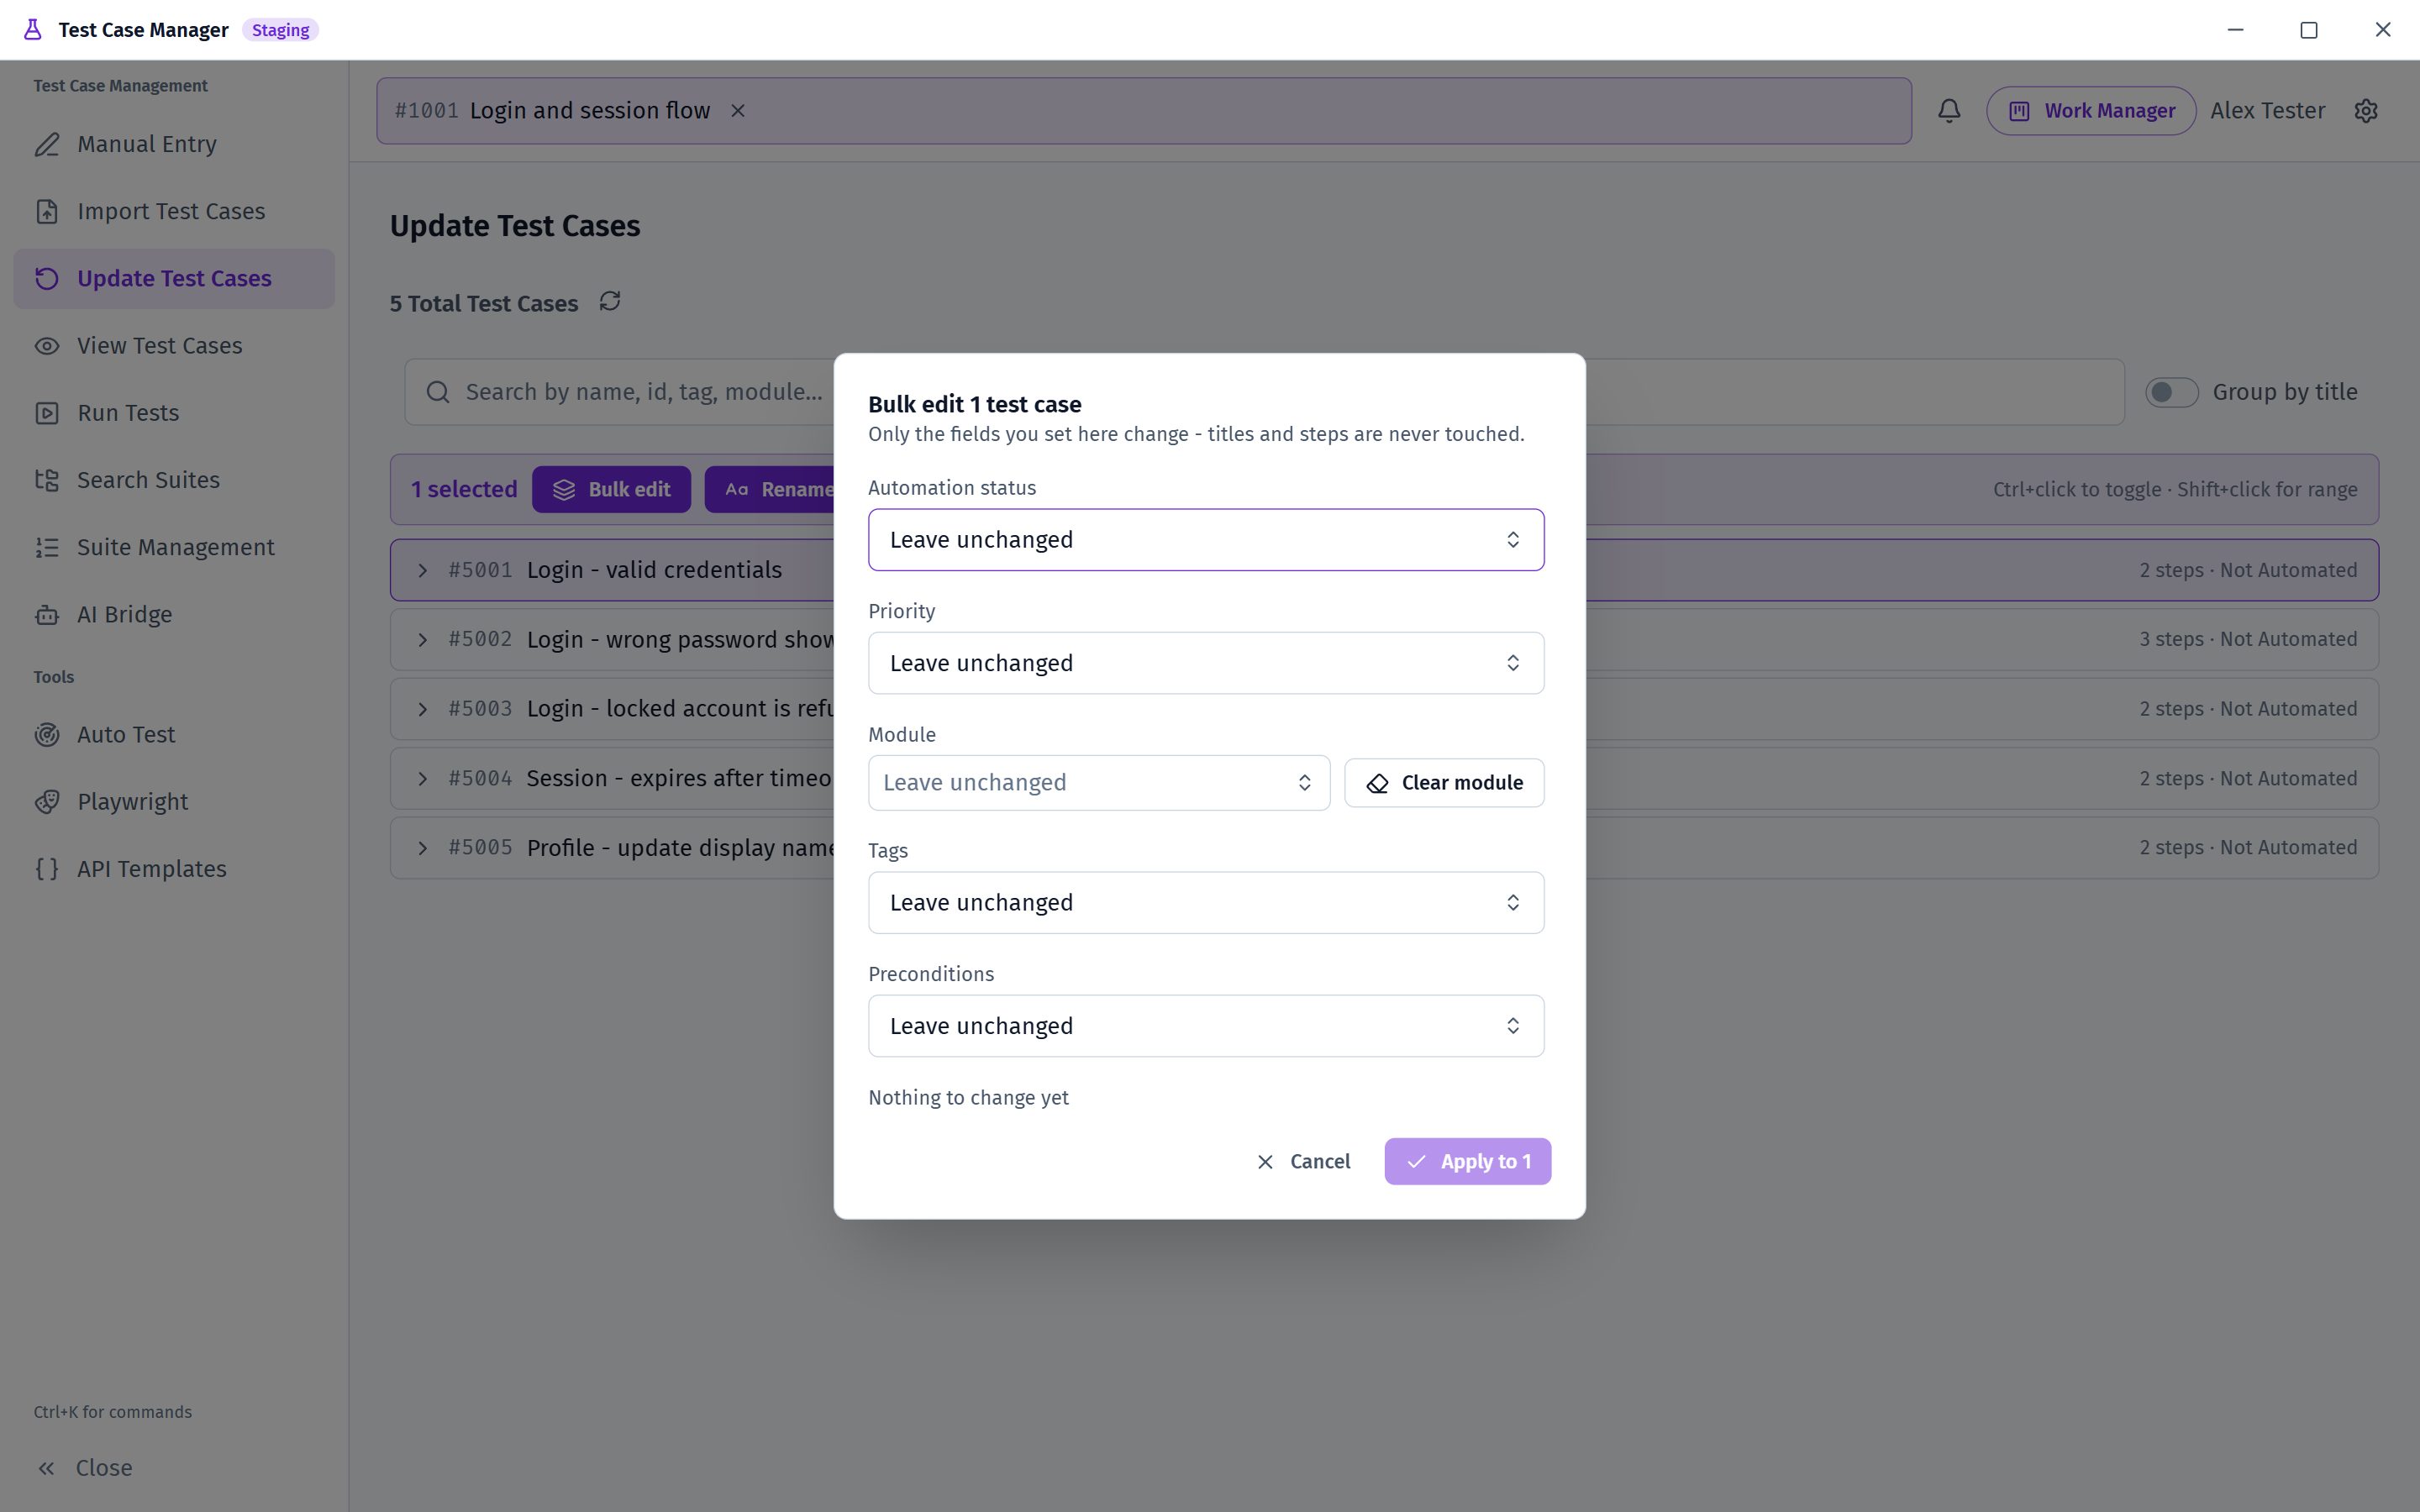 Test Case Manager Staging
Test Case Management
Manual Entry
Import Test Cases
Update Test Cases
View Test Cases
Run Tests
Search Suites
Suite Management
AI Bridge
Tools
Auto Test
Playwright
API Templates
Ctrl+K for commands
Close
#1001 Login and session flow
Work Manager
Alex Tester
Update Test Cases
5 Total Test Cases
Search by name, id, tag, module...
Group by title
1 selected Bulk edit Aa Rename
Ctrl+click to toggle · Shift+click for range
#5001 Login - valid credentials 2 steps · Not Automated
#5002 Login - wrong password 3 steps · Not Automated
#5003 Login - locked account is 2 steps · Not Automated
#5004 Session - expires after 2 steps · Not Automated
#5005 Profile - update display name 2 steps · Not Automated
Bulk edit 1 test case
Only the fields you set here change - titles and steps are never touched.
Automation status
Leave unchanged
Priority
Leave unchanged
Module
Leave unchanged Clear module
Tags
Leave unchanged
Preconditions
Leave unchanged
Nothing to change yet
Cancel Apply to 1